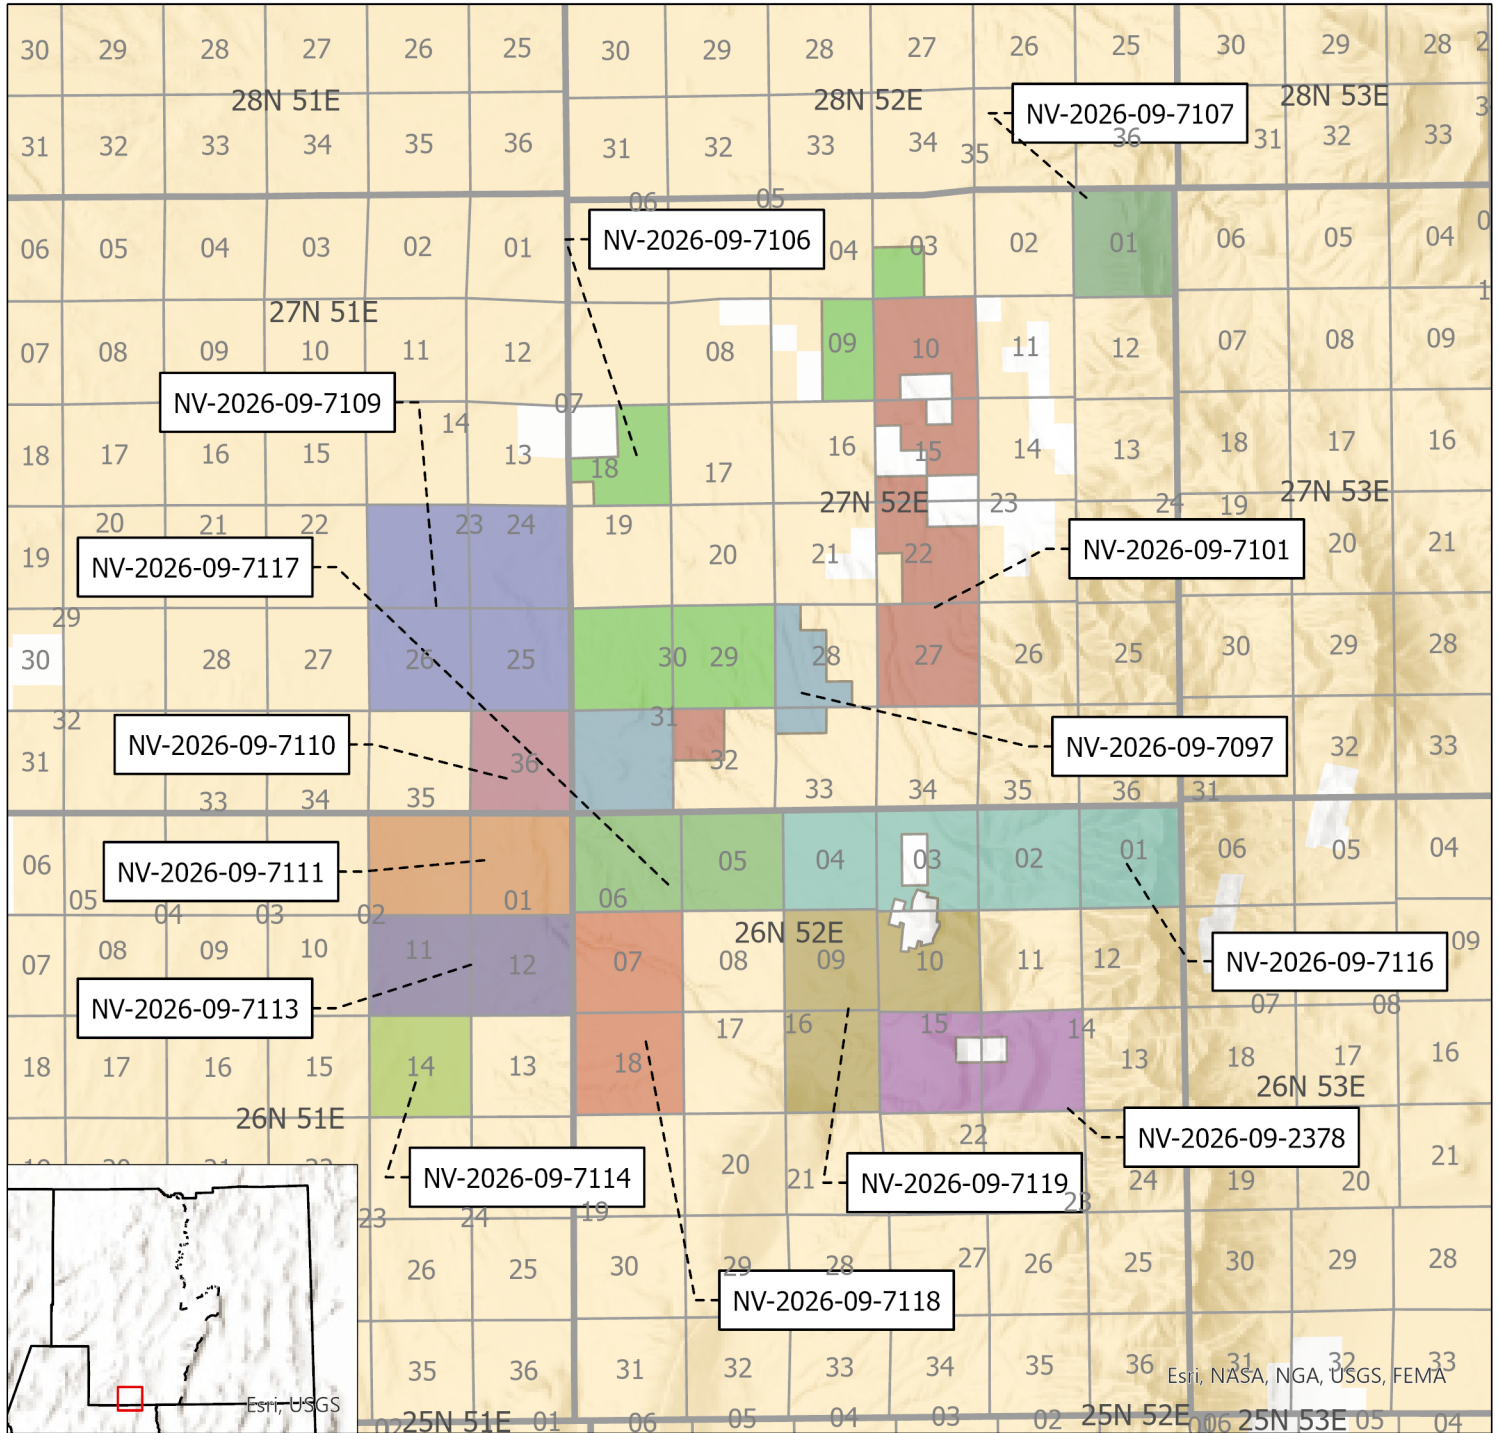 30 29 28 27 26 25 30 29 28 27 26 25 30 29 28 2
28N 51E 28N 52E 28N 53E
NV-2026-09-7107
31 32 33 34 35 36 31 32 33 34 35 36 31 32 33 3
06 05
NV-2026-09-7106
06 05 04 03 02 01 04 03 02 01 06 05 04 0
27N 51E
1
07 08 09 10 11 12 08 09 10 11 12 07 08 09
NV-2026-09-7109
07
18 17 16 15 14 13 18 17 16 15 14 13 18 17 16
27N 52E 23 24 19 27N 53E
20 21 22 23 24 19
NV-2026-09-7101
19 20 21 22 20 21
NV-2026-09-7117
29
30 28 27 26 25 30 29 28 27 26 25 30 29 28
32 31
NV-2026-09-7110
NV-2026-09-7097
31 36 32 32 33
33 34 35 33 34 35 36 31
06 05 04 03 02 01 06 05 04
NV-2026-09-7111
05 04 03 02 01 06
26N 52E
07 08 09 10 11 12 07 08 09 10 11 12 09
NV-2026-09-7116
NV-2026-09-7113
07 08
17 16 15 14
18 17 16 15 14 13 18 13 18 17 16
26N 53E
26N 51E
NV-2026-09-2378
22
20 21 24 19 20 21
NV-2026-09-7114
NV-2026-09-7119
23 24 19 23
26 25 30 29 28 27 26 25 30 29 28
NV-2026-09-7118
35 36 31 32 33 34 35 36 31 32 33
Esri, NASA, NGA, USGS, FEMA
Esri, USGS
02 25N 51E 01 06 05 04 03 02 25N 52E 06 25N 53E 05 04